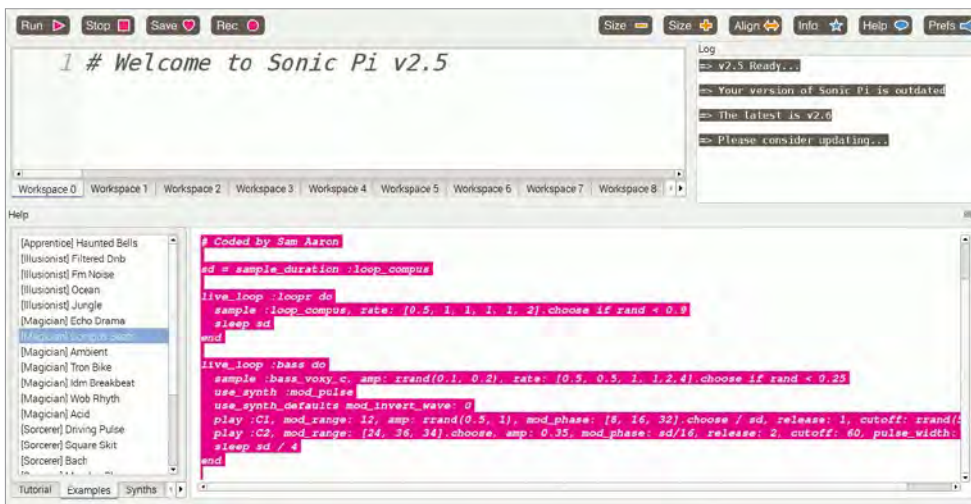 Run Stop Save Rec Size Size Align Info Help Prefs
1 # Welcome to Sonic Pi v2.5
Workspace 0 Workspace 1 Workspace 2 Workspace 3 Workspace 4 Workspace 5 Workspace 6 Workspace 7 Workspace 8
Log
=> v2.5 Ready...
=> Your version of Sonic Pi is outdated
=> The latest is v2.6
=> Please consider updating...
Help
[Apprentice] Haunted Bells
[Illusionist] Filtered Dnb
[Illusionist] Fm Noise
[Illusionist] Ocean
[Illusionist] Jungle
[Magician] Echo Drama
[Magician] Compus Beats
[Magician] Ambient
[Magician] Tron Bike
[Magician] Idm Breakbeat
[Magician] Wob Rhyth
[Magician] Acid
[Sorcerer] Driving Pulse
[Sorcerer] Square Skit
[Sorcerer] Bach
Tutorial Examples Synths
# Coded by Sam Aaron
sd = sample_duration :loop_compus
live_loop :loopr do
sample :loop_compus, rate: [0.5, 1, 1, 1, 1, 2].choose if rand < 0.9
sleep sd
end
live_loop :bass do
sample :bass_voxy_c, amp: rrand(0.1, 0.2), rate: [0.5, 0.5, 1, 1,2,4].choose if rand < 0.25
use_synth :mod_pulse
use_synth_defaults mod_invert_wave: 0
play :C1, mod_range: 12, amp: rrand(0.5, 1), mod_phase: [8, 16, 32].choose / sd, release: 1, cutoff: rrand(5
play :C2, mod_range: [24, 36, 34].choose, amp: 0.35, mod_phase: sd/16, release: 2, cutoff: 60, pulse_width:
sleep sd / 4
end